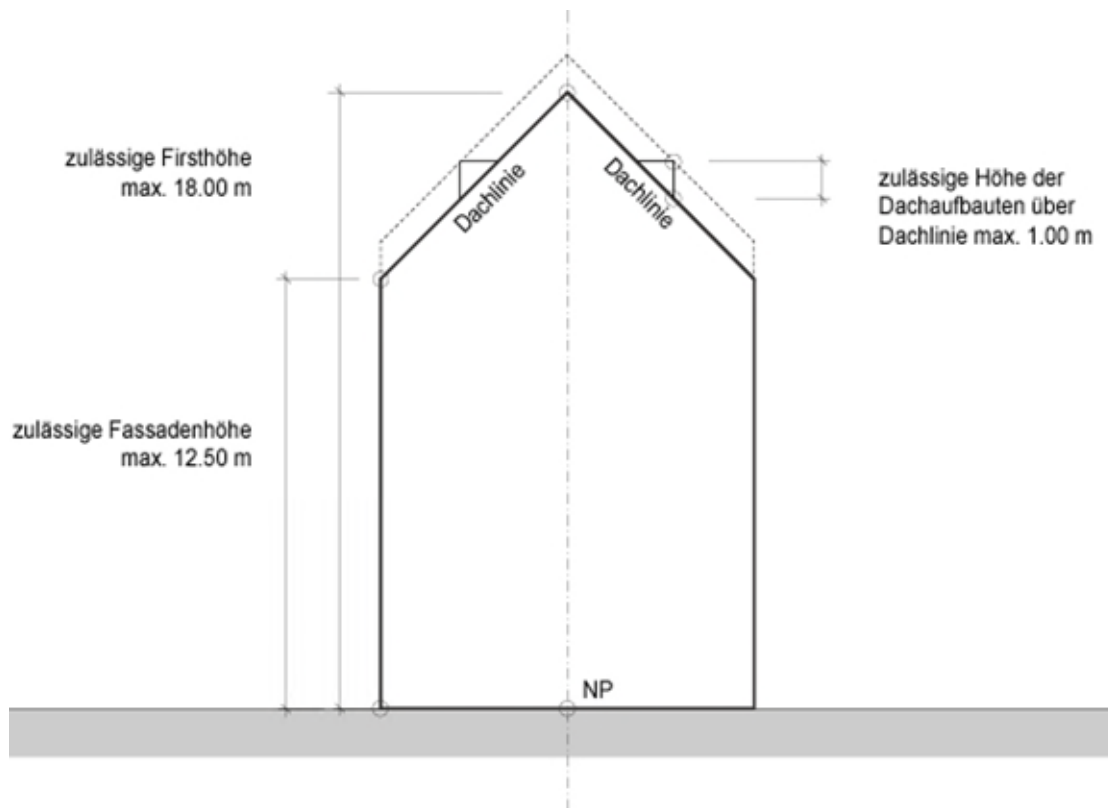 zulässige Firsthöhe
max. 18.00 m
Dachlinie
Dachlinie
zulässige Höhe der
Dachaufbauten über
Dachlinie max. 1.00 m
zulässige Fassadenhöhe
max. 12.50 m
NP